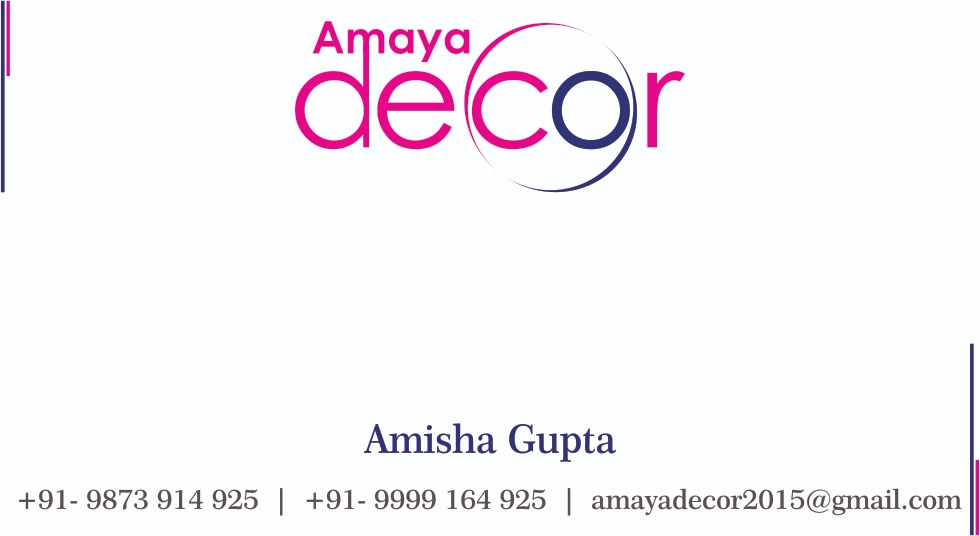 Amaya
decor
Amisha Gupta
+91- 9873 914 925 | +91- 9999 164 925 | amayadecor2015@gmail.com